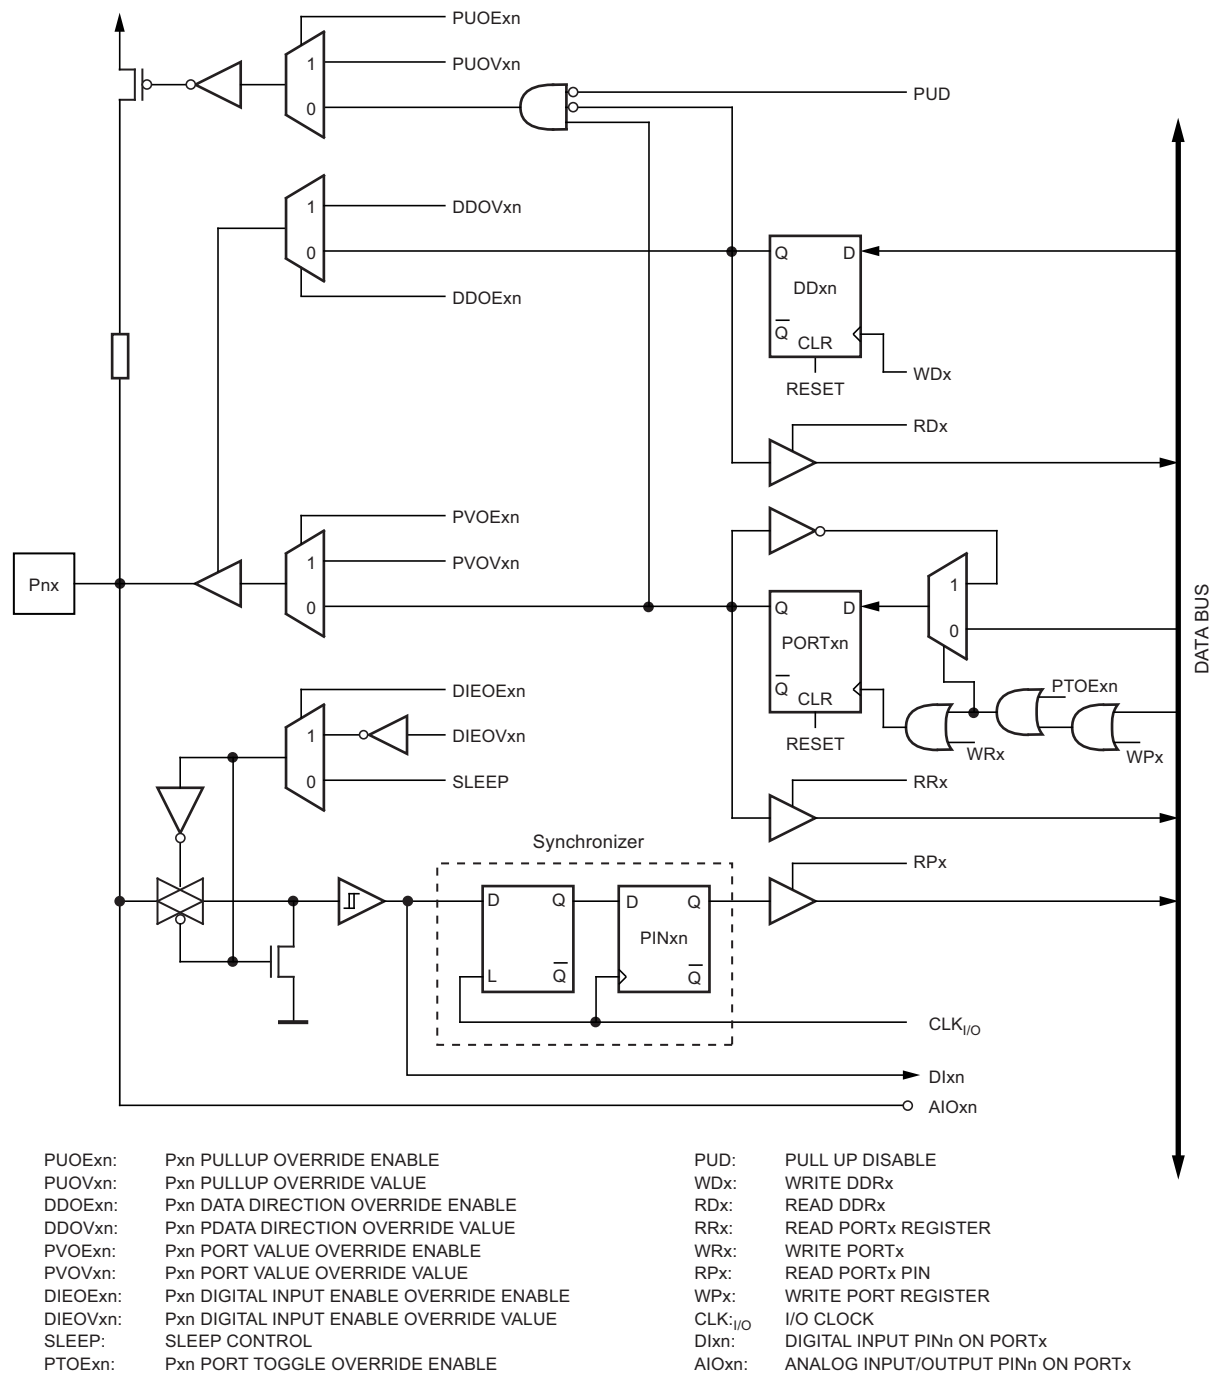 PUOExn
PUOVxn
1
0
PUD
DDOVxn
1
0
DDOExn
Q D
DDxn
Q
CLR
RESET
WDx
RDx
PVOExn
PVOVxn
1
0
Pnx
1
0
Q D
PORTxn
Q
CLR
RESET
PTOExn
WRx
WPx
DATA BUS
DIEOExn
1
DIEOVxn
0
SLEEP
RRx
Synchronizer
RPx
D Q
L Q
D Q
PINxn
Q
CLKI/O
DIxn
AIOxn
PUOExn: Pxn PULLUP OVERRIDE ENABLE
PUOVxn: Pxn PULLUP OVERRIDE VALUE
DDOExn: Pxn DATA DIRECTION OVERRIDE ENABLE
DDOVxn: Pxn PDATA DIRECTION OVERRIDE VALUE
PVOExn: Pxn PORT VALUE OVERRIDE ENABLE
PVOVxn: Pxn PORT VALUE OVERRIDE VALUE
DIEOExn: Pxn DIGITAL INPUT ENABLE OVERRIDE ENABLE
DIEOVxn: Pxn DIGITAL INPUT ENABLE OVERRIDE VALUE
SLEEP: SLEEP CONTROL
PTOExn: Pxn PORT TOGGLE OVERRIDE ENABLE
PUD: PULL UP DISABLE
WDx: WRITE DDRx
RDx: READ DDRx
RRx: READ PORTx REGISTER
WRx: WRITE PORTx
RPx: READ PORTx PIN
WPx: WRITE PORT REGISTER
CLK:I/O I/O CLOCK
DIxn: DIGITAL INPUT PINn ON PORTx
AIOxn: ANALOG INPUT/OUTPUT PINn ON PORTx